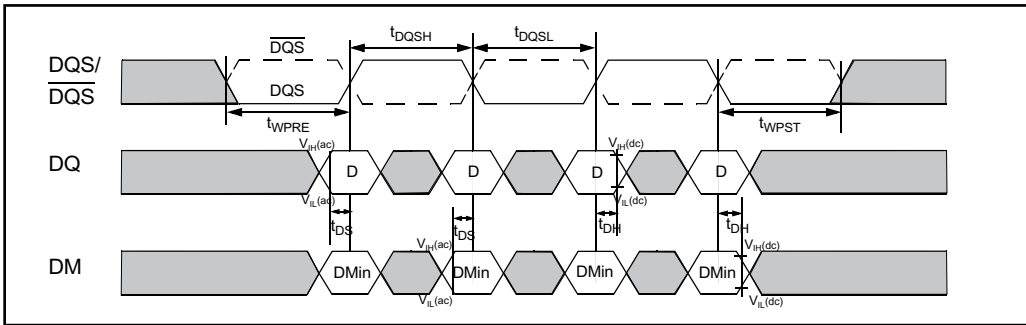 DQS/
DQS
DQS
tDQSH
tDQSL
DQS
tWPRE
tWPST
DQ
VIH(ac)
VIH(dc)
D
D
D
D
VIL(ac)
VIL(dc)
tDS
tDS
tDH
tDH
DM
VIH(ac)
VIH(dc)
DMin
DMin
DMin
DMin
VIL(ac)
VIL(dc)